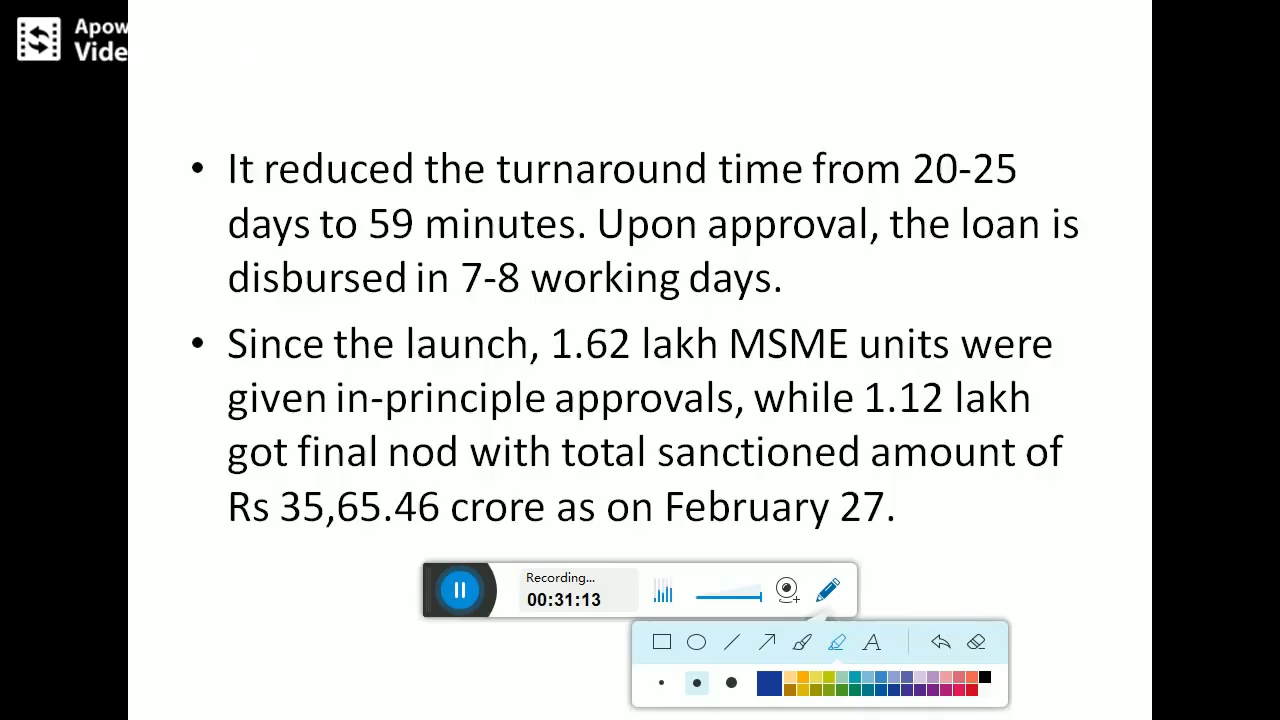 Apow
Vide
• It reduced the turnaround time from 20-25
days to 59 minutes. Upon approval, the loan is
disbursed in 7-8 working days.
• Since the launch, 1.62 lakh MSME units were
given in-principle approvals, while 1.12 lakh
got final nod with total sanctioned amount of
Rs 35,65.46 crore as on February 27.
Recording...
00:31:13
A